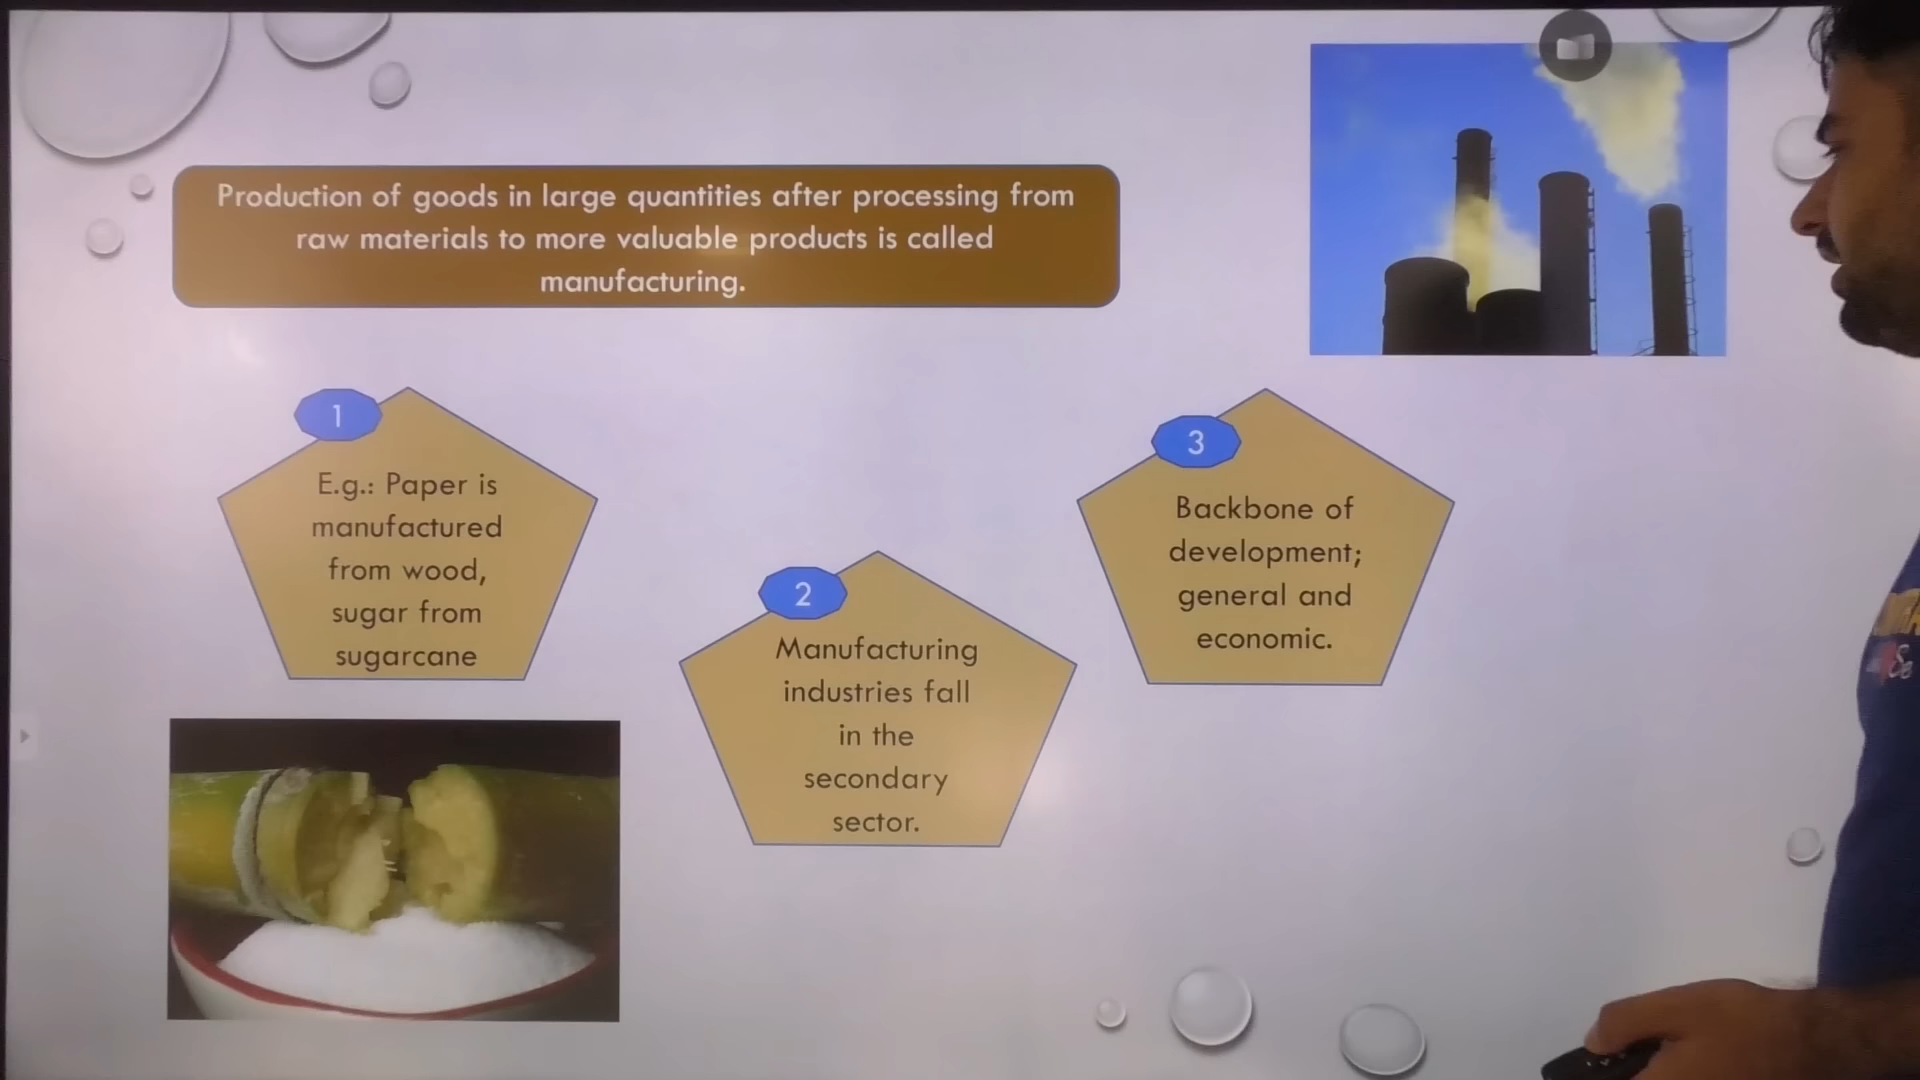 Production of goods in large quantities after processing from
raw materials to more valuable products is called
manufacturing.
1
E.g.: Paper is
manufactured
from wood,
sugar from
sugarcane
2
Manufacturing
industries fall
in the
secondary
sector.
3
Backbone of
development;
general and
economic.